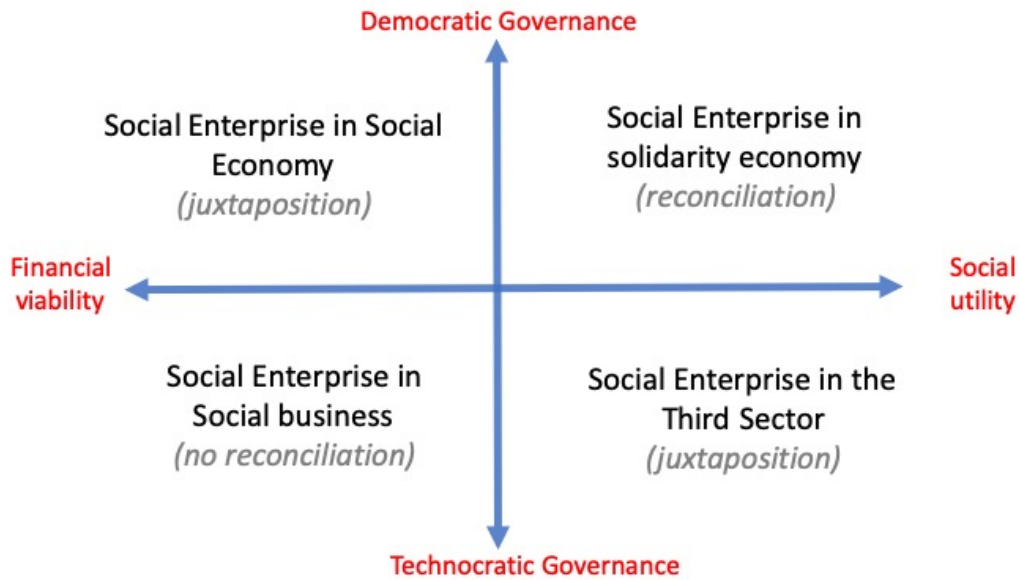 Democratic Governance
Social Enterprise in Social
Economy
(juxtaposition)
Social Enterprise in
solidarity economy
(reconciliation)
Financial
viability
Social
utility
Social Enterprise in
Social business
(no reconciliation)
Social Enterprise in the
Third Sector
(juxtaposition)
Technocratic Governance